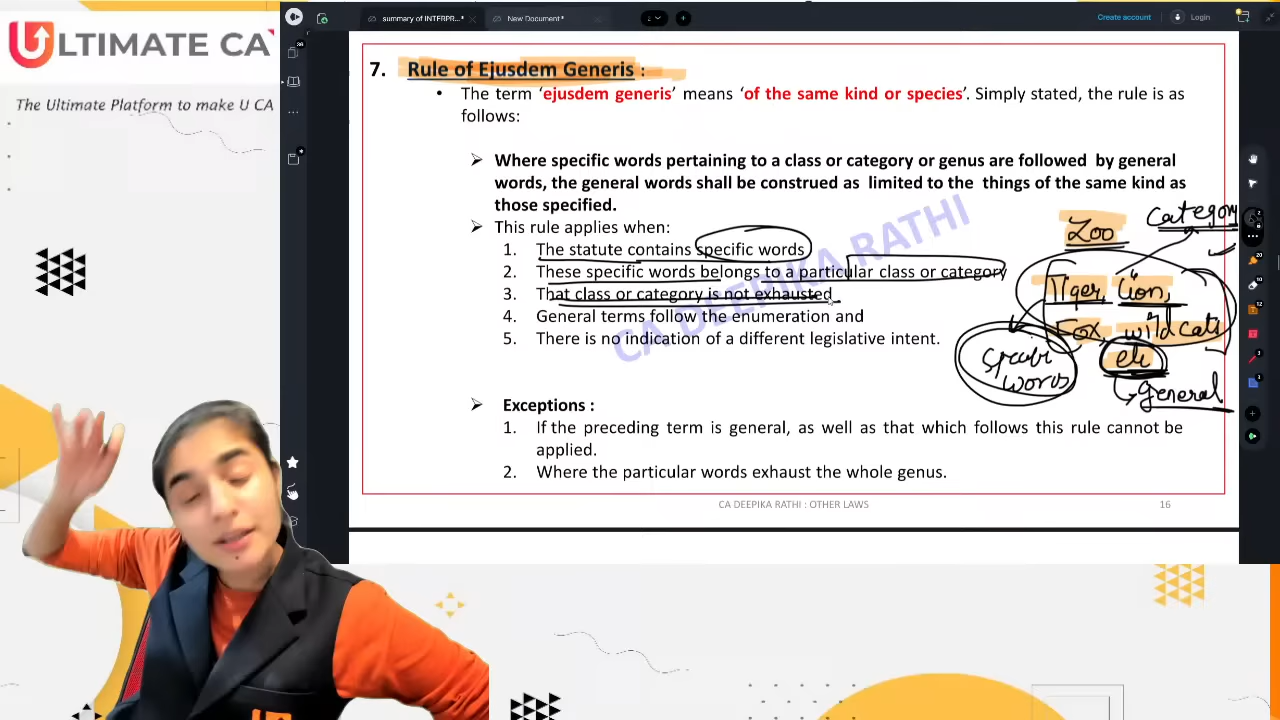 ULTIMATE CA
The Ultimate Platform to make U CA
summary of INTERPR...*
New Document*
2
Create account
Login
7. Rule of Ejusdem Generis :
• The term ‘ejusdem generis’ means ‘of the same kind or species’. Simply stated, the rule is as
follows:
Where specific words pertaining to a class or category or genus are followed by general
words, the general words shall be construed as limited to the things of the same kind as
those specified.
This rule applies when:
1. The statute contains specific words
2. These specific words belongs to a particular class or category
3. That class or category is not exhausted
4. General terms follow the enumeration and
5. There is no indication of a different legislative intent.
Category
Zoo
Tiger, lion,
Fox, wild cats
etc
specific
words
general
CA DEEPIKA RATHI
Exceptions :
1. If the preceding term is general, as well as that which follows this rule cannot be
applied.
2. Where the particular words exhaust the whole genus.
CA DEEPIKA RATHI : OTHER LAWS
16